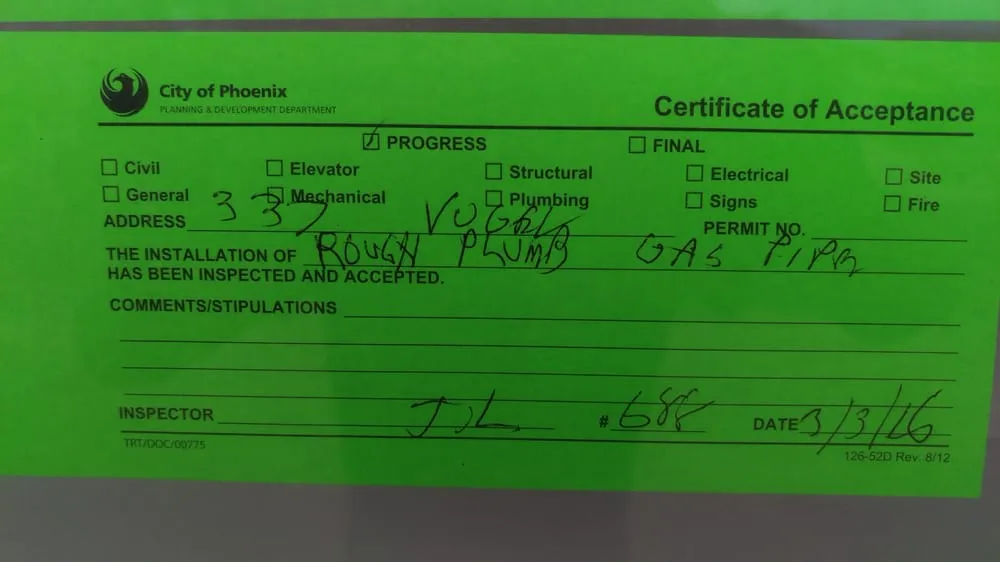 City of Phoenix
PLANNING & DEVELOPMENT DEPARTMENT
Certificate of Acceptance
PROGRESS FINAL
Civil Elevator Structural Electrical Site
General Mechanical Plumbing Signs Fire
ADDRESS 337 PERMIT NO.
THE INSTALLATION OF ROUGH PLUMB GAS PIPE
HAS BEEN INSPECTED AND ACCEPTED.
COMMENTS/STIPULATIONS
INSPECTOR # 688 DATE 3/3/16
TRT/DOC/00775
126-52D Rev. 8/12